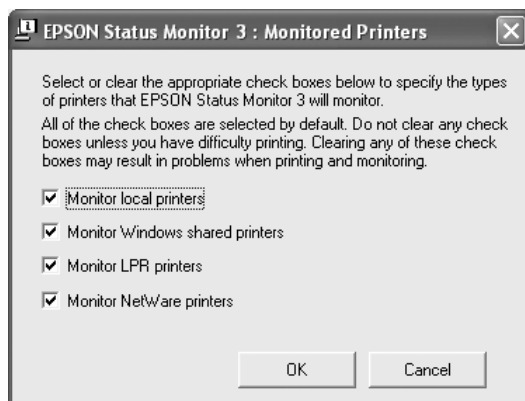 EPSON Status Monitor 3 : Monitored Printers
Select or clear the appropriate check boxes below to specify the types
of printers that EPSON Status Monitor 3 will monitor.
All of the check boxes are selected by default. Do not clear any check
boxes unless you have difficulty printing. Clearing any of these check
boxes may result in problems when printing and monitoring.
Monitor local printers
Monitor Windows shared printers
Monitor LPR printers
Monitor NetWare printers
OK
Cancel